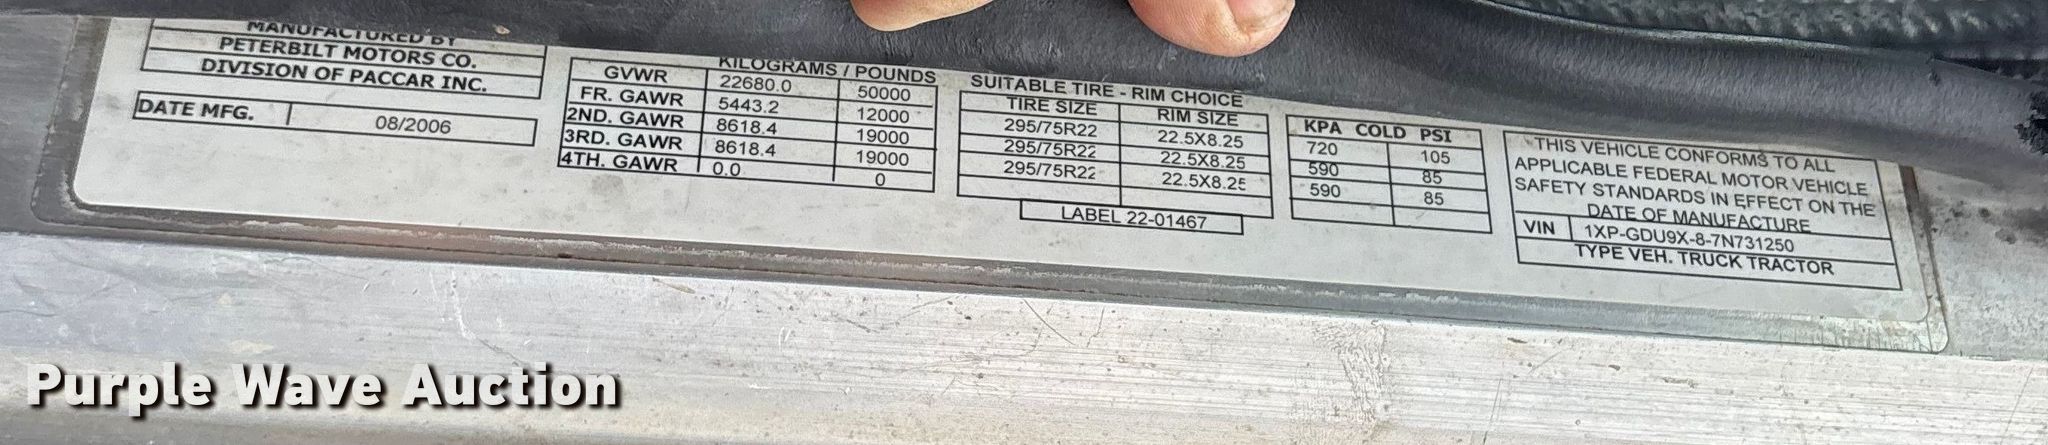 MANUFACTURED BY
PETERBILT MOTORS CO.
DIVISION OF PACCAR INC.
DATE MFG. 08/2006
KILOGRAMS / POUNDS
GVWR 22680.0 50000
FR. GAWR 5443.2 12000
2ND. GAWR 8618.4 19000
3RD. GAWR 8618.4 19000
4TH. GAWR 0.0 0
SUITABLE TIRE - RIM CHOICE
TIRE SIZE RIM SIZE
295/75R22 22.5X8.25
295/75R22 22.5X8.25
295/75R22 22.5X8.25
LABEL 22-01467
KPA COLD PSI
720 105
590 85
590 85
THIS VEHICLE CONFORMS TO ALL
APPLICABLE FEDERAL MOTOR VEHICLE
SAFETY STANDARDS IN EFFECT ON THE
DATE OF MANUFACTURE
VIN 1XP-GDU9X-8-7N731250
TYPE VEH. TRUCK TRACTOR
Purple Wave Auction